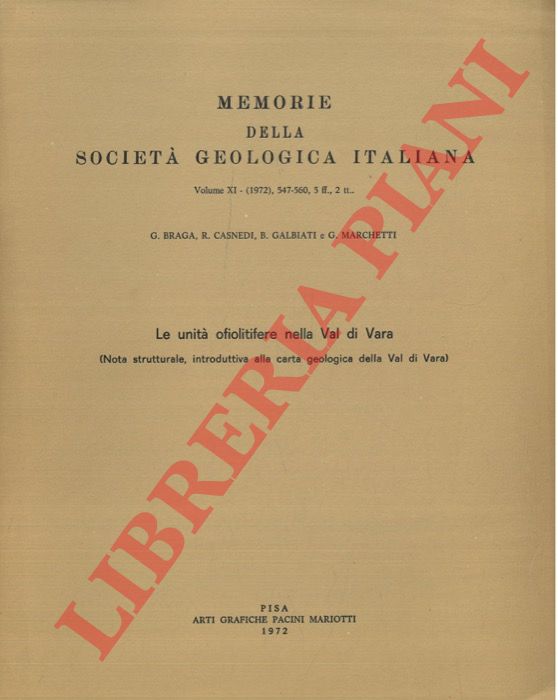 MEMORIE
DELLA
SOCIETÀ GEOLOGICA ITALIANA
Volume XI - (1972), 547-560, 5 ff., 2 tt..
G. BRAGA, R. CASNEDI, B. GALBIATI e G. MARCHETTI
Le unità ofiolitifere nella Val di Vara
(Nota strutturale, introduttiva alla carta geologica della Val di Vara)
PISA
ARTI GRAFICHE PACINI MARIOTTI
1972
LIBRERIA PIANI